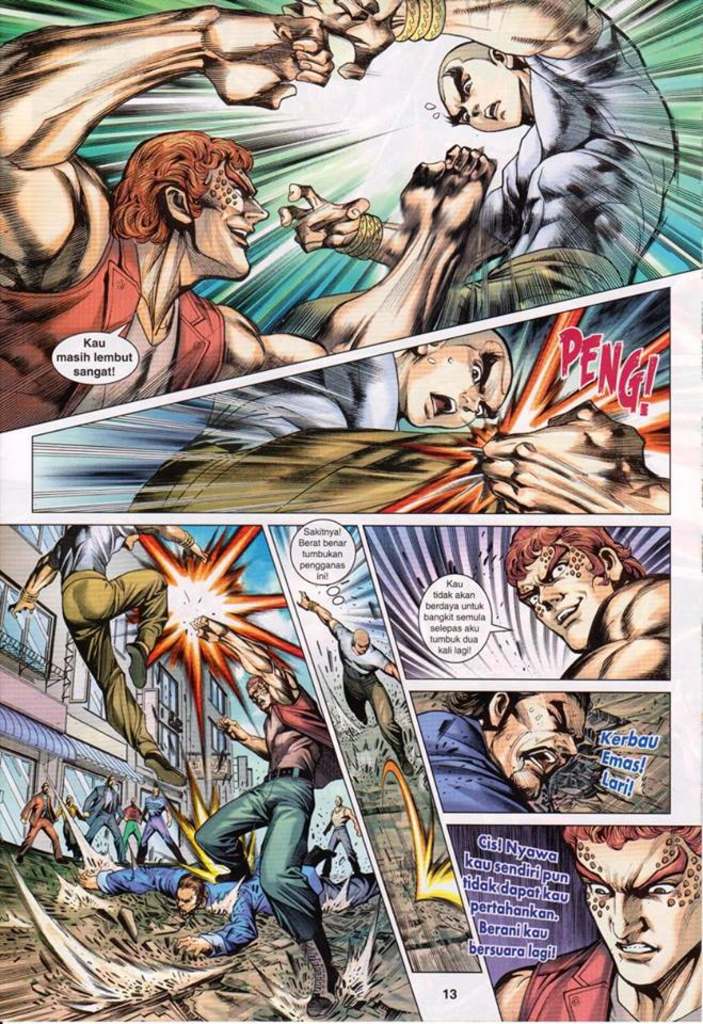 Kau
masih lembut
sangat!
PENG!
Sakitnya!
Berat benar
tumbukan
pengganas
ini!
Kau
tidak akan
berdaya untuk
bangkit semula
selepas aku
tumbuk dua
kali lagi!
Kerbau
Emas!
Lari!
Cis! Nyawa
kau sendiri pun
tidak dapat kau
pertahankan.
Berani kau
bersuara lagi!
13